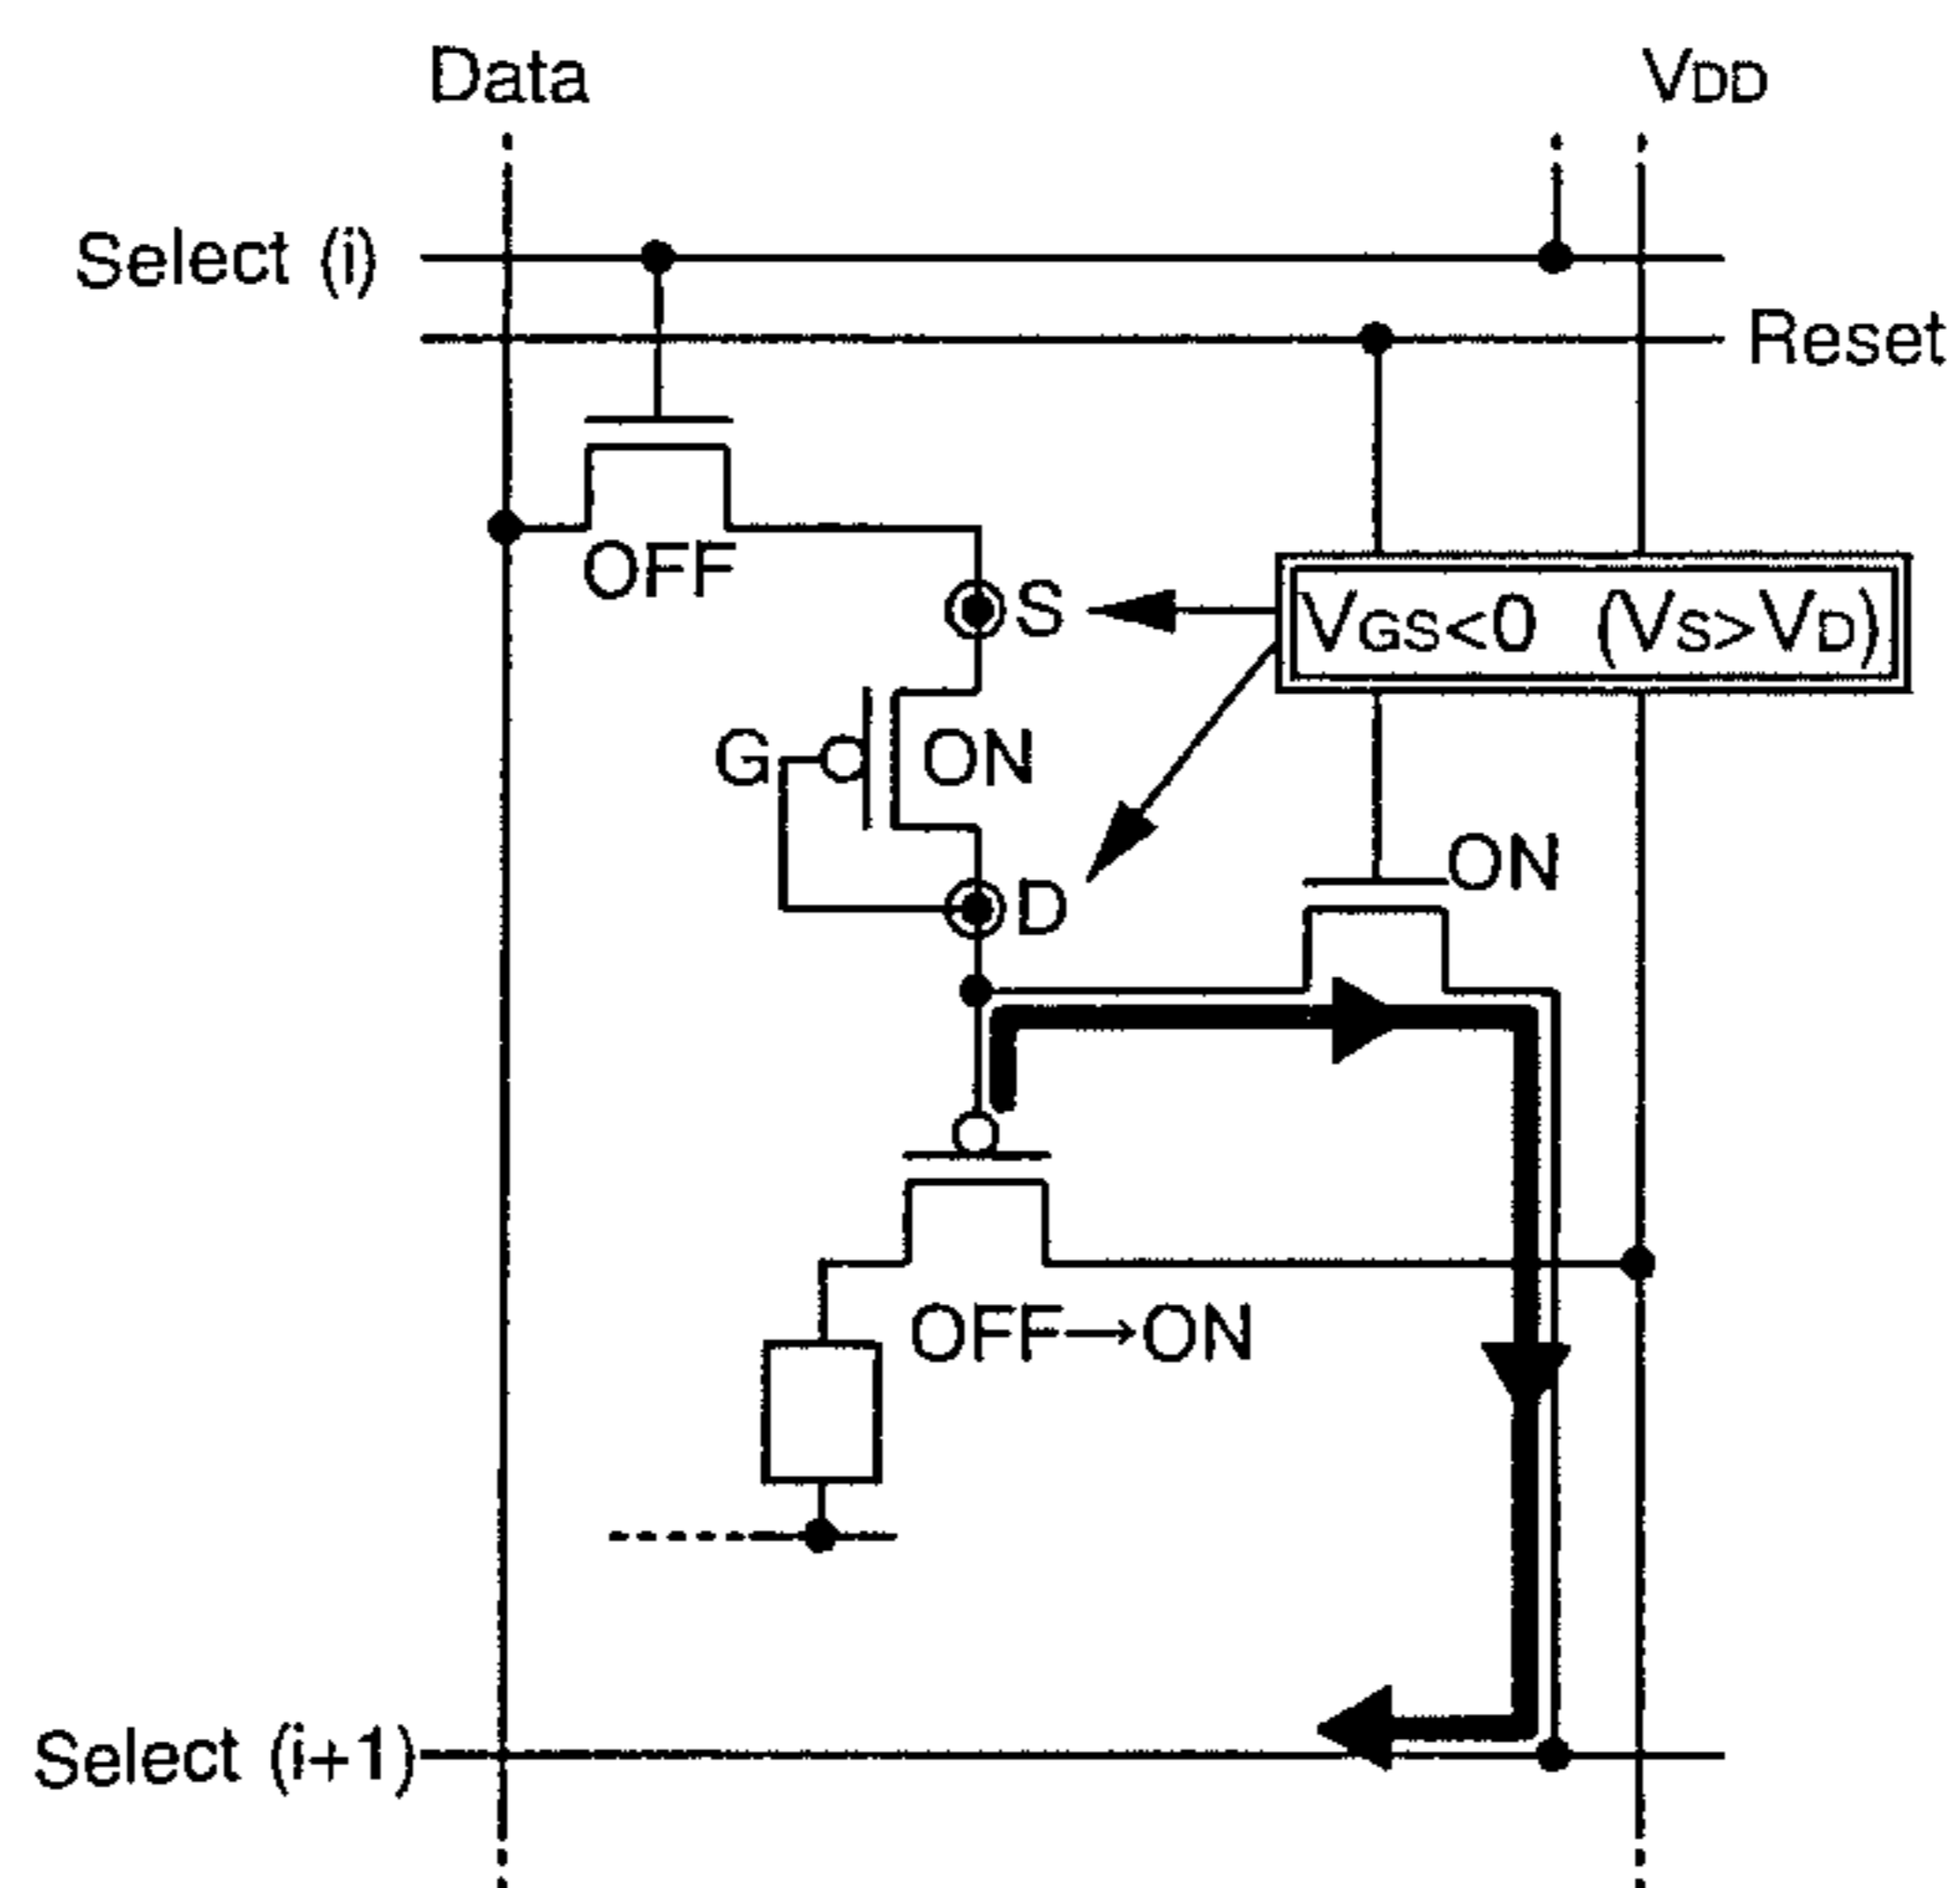 Data
VDD
Select (i)
Reset
OFF
S
VGS<0 (VS>VD)
G
ON
ON
D
OFF→ON
Select (i+1)